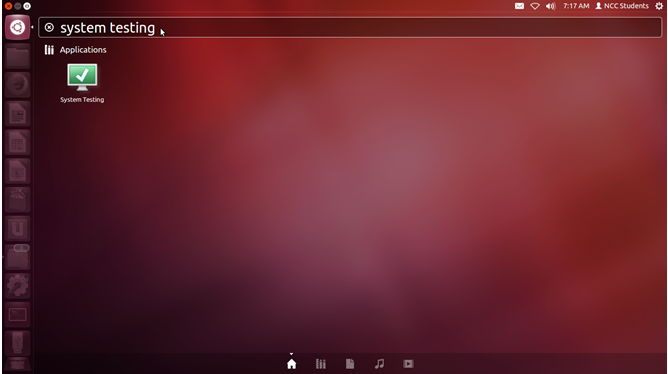 7:17 AM NCC Students
system testing
Applications
System Testing